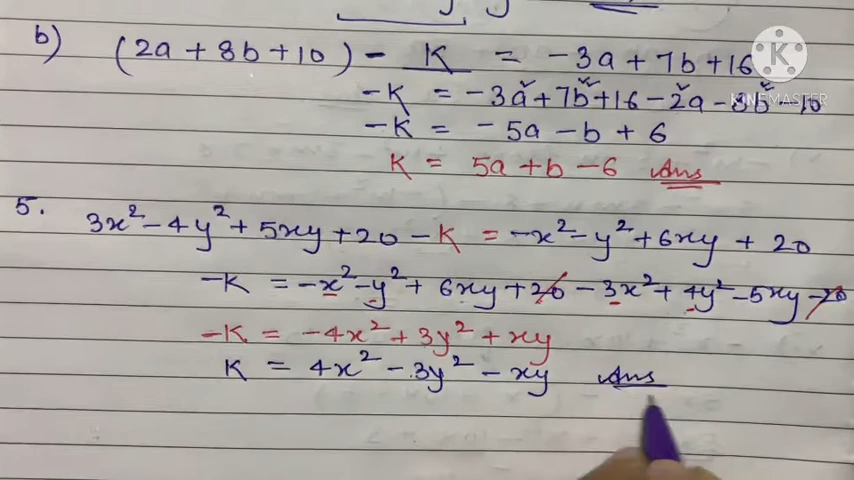 b) (2a + 8b + 10) - K = -3a + 7b + 16
-K = -3a + 7b + 16 - 2a - 8b - 10
-K = -5a - b + 6
K = 5a + b - 6 Ans
5. 3x² - 4y² + 5xy + 20 - K = -x² - y² + 6xy + 20
-K = -x² - y² + 6xy + 20 - 3x² + 4y² - 5xy - 20
-K = -4x² + 3y² + xy
K = 4x² - 3y² - xy Ans
K
KINEMASTER